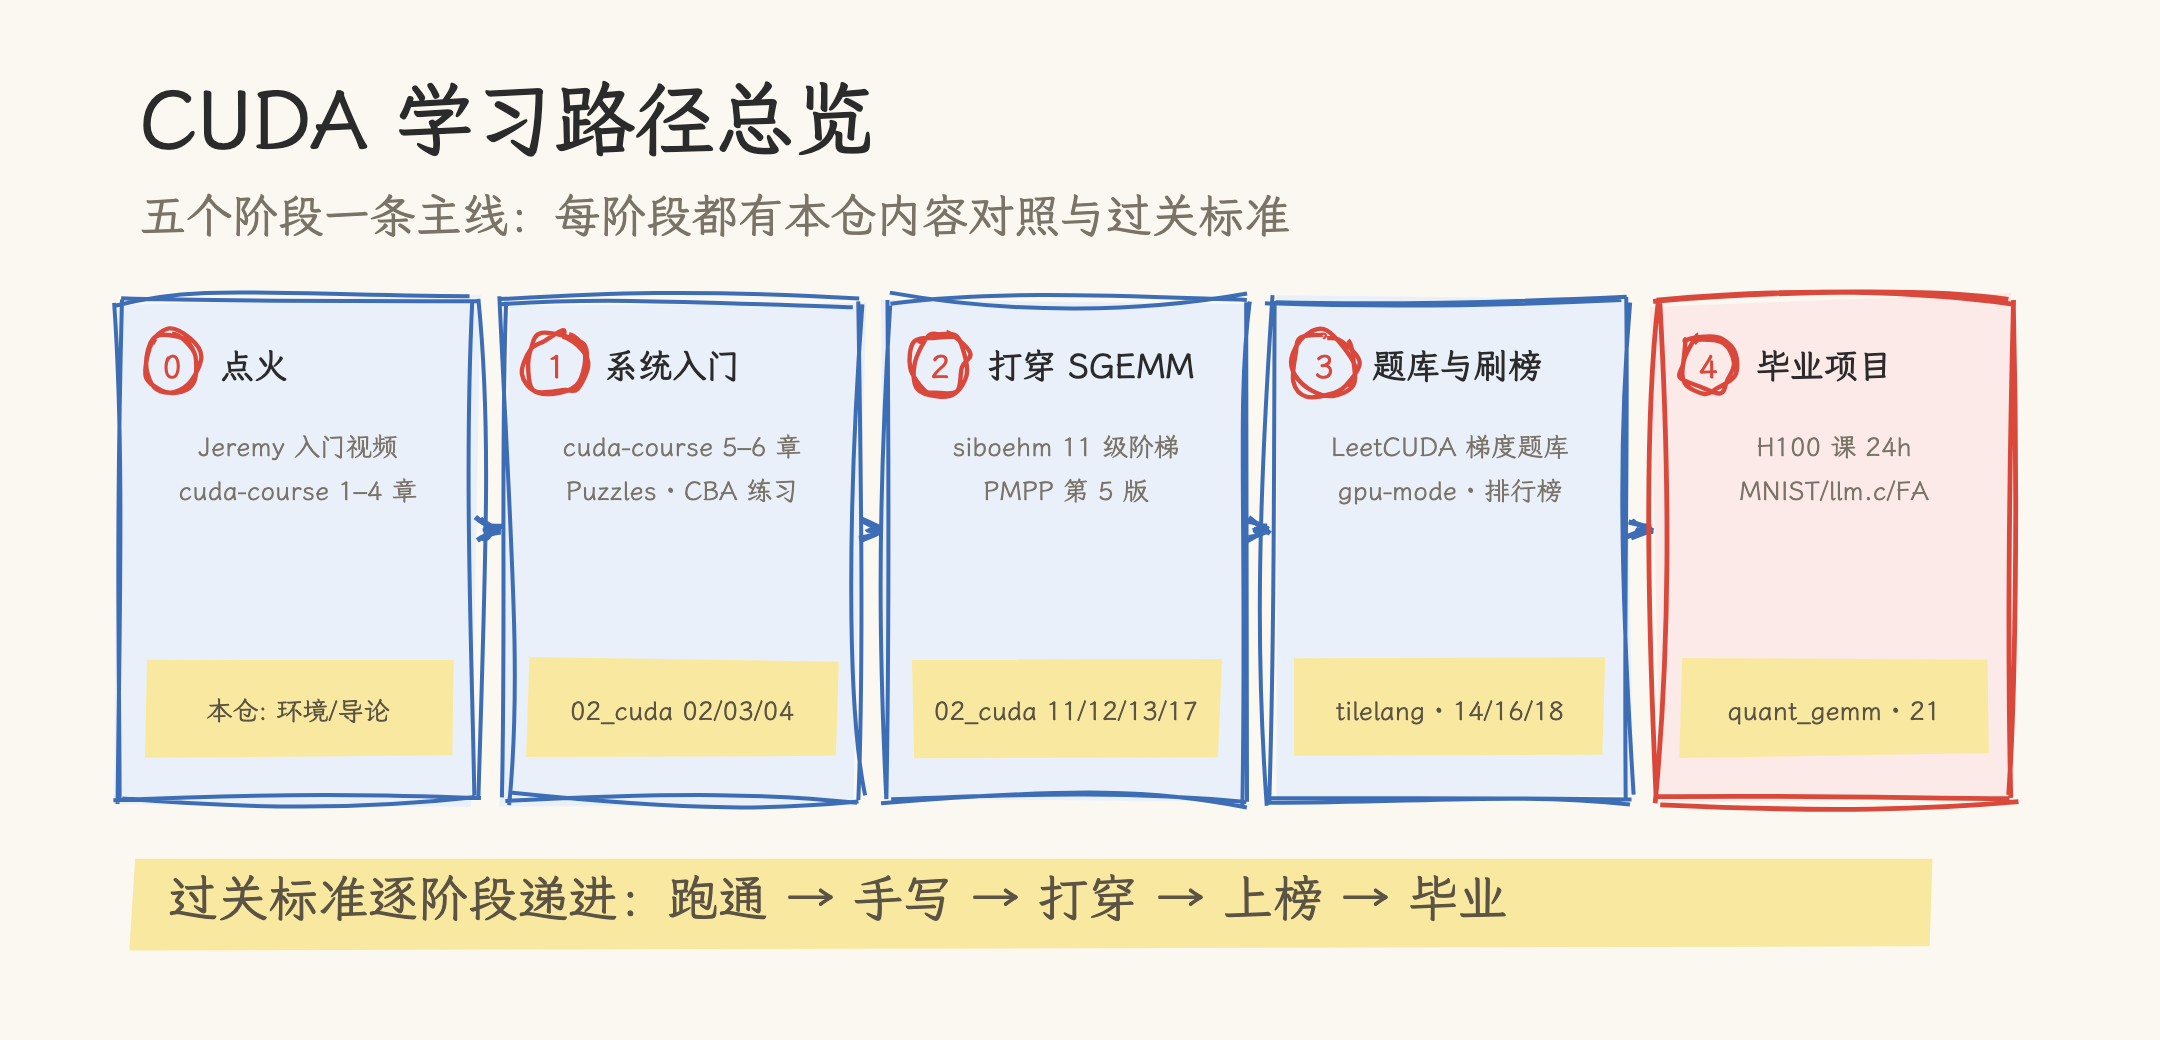 CUDA 学习路径总览
五个阶段一条主线：每阶段都有本仓内容对照与过关标准
0 点火
Jeremy 入门视频
cuda-course 1–4 章
本仓: 环境/导论
1 系统入门
cuda-course 5–6 章
Puzzles · CBA 练习
02_cuda 02/03/04
2 打穿 SGEMM
siboehm 11 级阶梯
PMPP 第 5 版
02_cuda 11/12/13/17
3 题库与刷榜
LeetCUDA 梯度题库
gpu-mode · 排行榜
tilelang · 14/16/18
4 毕业项目
H100 课 24h
MNIST/llm.c/FA
quant_gemm · 21
过关标准逐阶段递进：跑通 → 手写 → 打穿 → 上榜 → 毕业